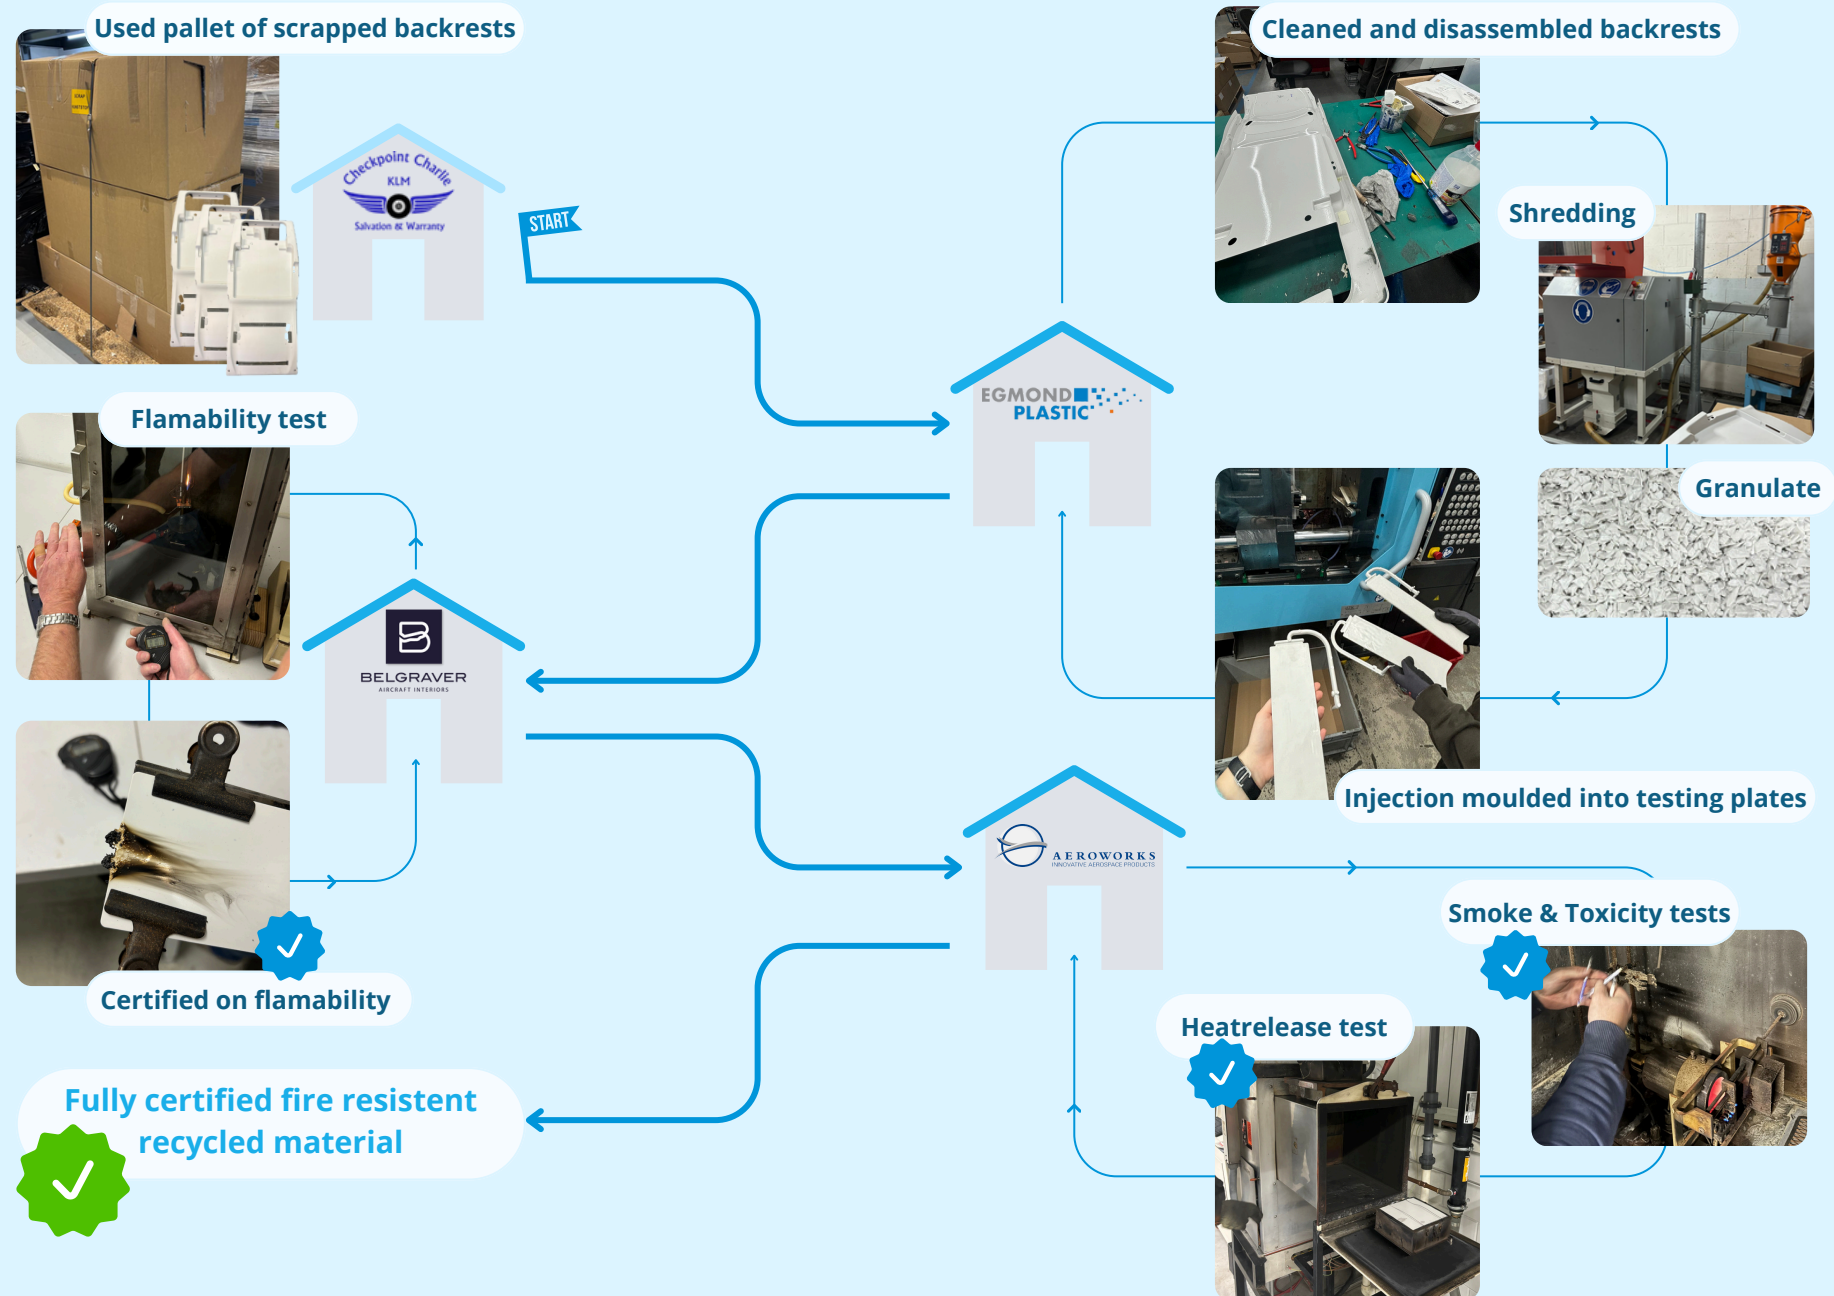 Used pallet of scrapped backrests
Checkpoint Charlie
KLM
Salvation & Warranty
START
Cleaned and disassembled backrests
Shredding
EGMOND
PLASTIC
Granulate
Injection moulded into testing plates
Flamability test
BELGRAVER
AIRCRAFT INTERIORS
Certified on flamability
AEROWORKS
INNOVATIVE AEROSPACE PRODUCTS
Smoke & Toxicity tests
Heatrelease test
Fully certified fire resistent
recycled material